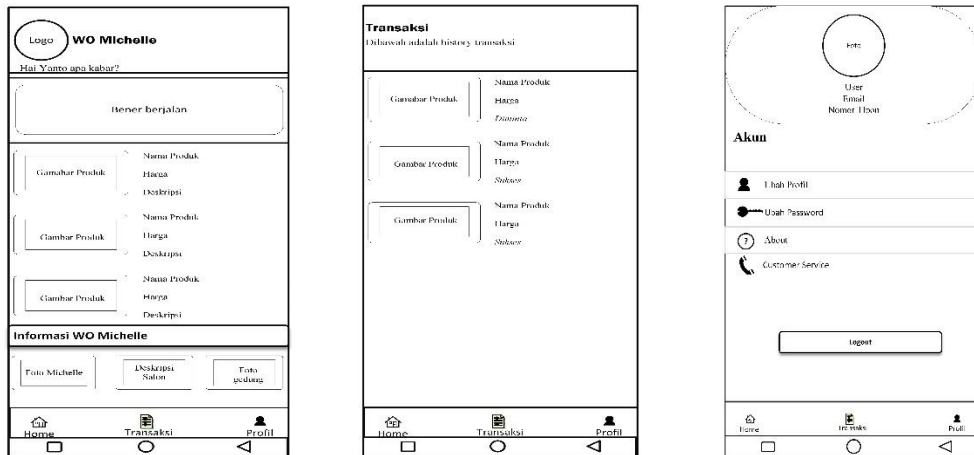 Logo
WO Michelle
Hai Yanto apa kabar?
Bener berjalan
Gamabar Produk
Nama Produk
Harga
Deskripsi
Gambar Produk
Nama Produk
Harga
Deskripsi
Gambar Produk
Nama Produk
Harga
Deskripsi
Informasi WO Michelle
Foto Michelle
Deskripsi
Salon
Foto
gedung
Home
Transaksi
Profil
Transaksi
Dibawah adalah history transaksi
Gamabar Produk
Nama Produk
Harga
Gambar Produk
Nama Produk
Harga
Sukses
Gambar Produk
Nama Produk
Harga
Sukses
Home
Transaksi
Profil
Foto
User
Email
Nomer
Akun
Ubah Profil
Ubah Password
?
About
Customer Service
Logout
Home
Transaksi
Profil